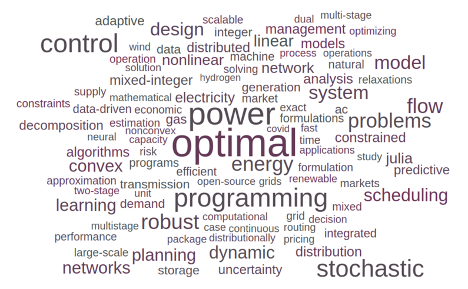 dual multi-stage
adaptive scalable
design integer management optimizing
control wind data distributed linear models
operation nonlinear machine process operations
solution solving network natural model
mixed-integer hydrogen analysis relaxations
supply generation system
constraints mathematical electricity market
data-driven economic power exact ac flow
decomposition estimation gas formulations problems
neural nonconvex covid fast
capacity optimal time constrained
algorithms risk applications
convex programs efficient energy formulation study julia
predictive
approximation transmission open-source grids renewable markets
two-stage unit programming scheduling
learning demand mixed
multistage robust computational grid decision
case continuous routing integrated
performance package distributionally pricing
large-scale planning dynamic distribution
networks storage uncertainty stochastic